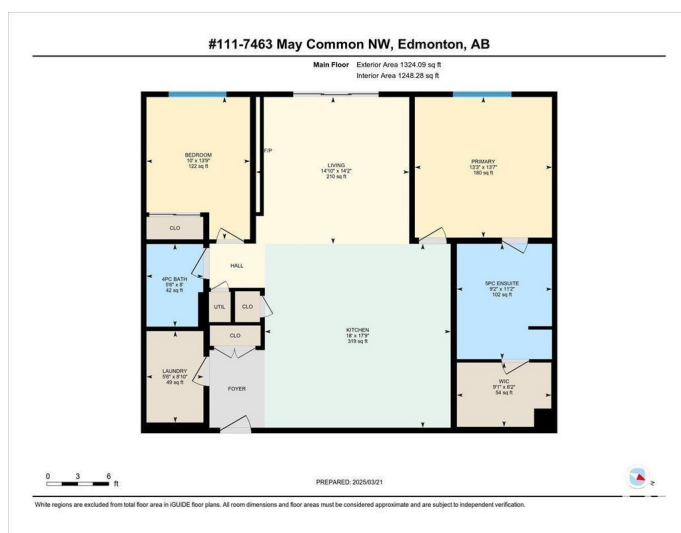 #111-7463 May Common NW, Edmonton, AB
Main Floor Exterior Area 1324.09 sq ft
Interior Area 1248.28 sq ft
BEDROOM
10' x 13'9"
122 sq ft
F/P
LIVING
14'10" x 14'2"
210 sq ft
PRIMARY
13'3" x 13'7"
180 sq ft
CLO
HALL
4PC BATH
5'6" x 8'
42 sq ft
5PC ENSUITE
9'2" x 11'2"
102 sq ft
UTIL
CLO
CLO
KITCHEN
18' x 17'9"
319 sq ft
LAUNDRY
5'6" x 8'10"
49 sq ft
FOYER
WIC
9'1" x 8'2"
54 sq ft
0 3 6
ft
PREPARED: 2025/03/21
N
White regions are excluded from total floor area in iGUIDE floor plans. All room dimensions and floor areas must be considered approximate and are subject to independent verification.